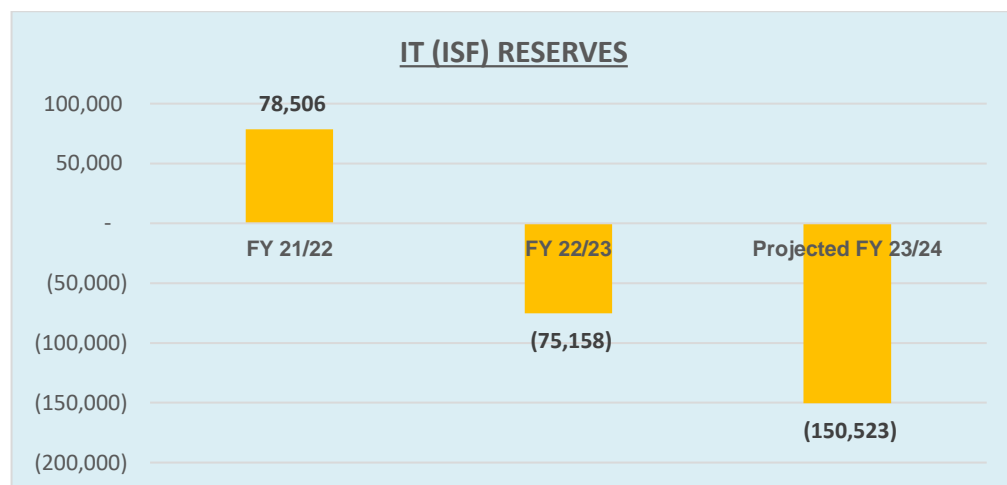 IT (ISF) RESERVES
100,000
78,506
50,000
-
FY 21/22
FY 22/23
Projected FY 23/24
(50,000)
(100,000)
(75,158)
(150,000)
(150,523)
(200,000)